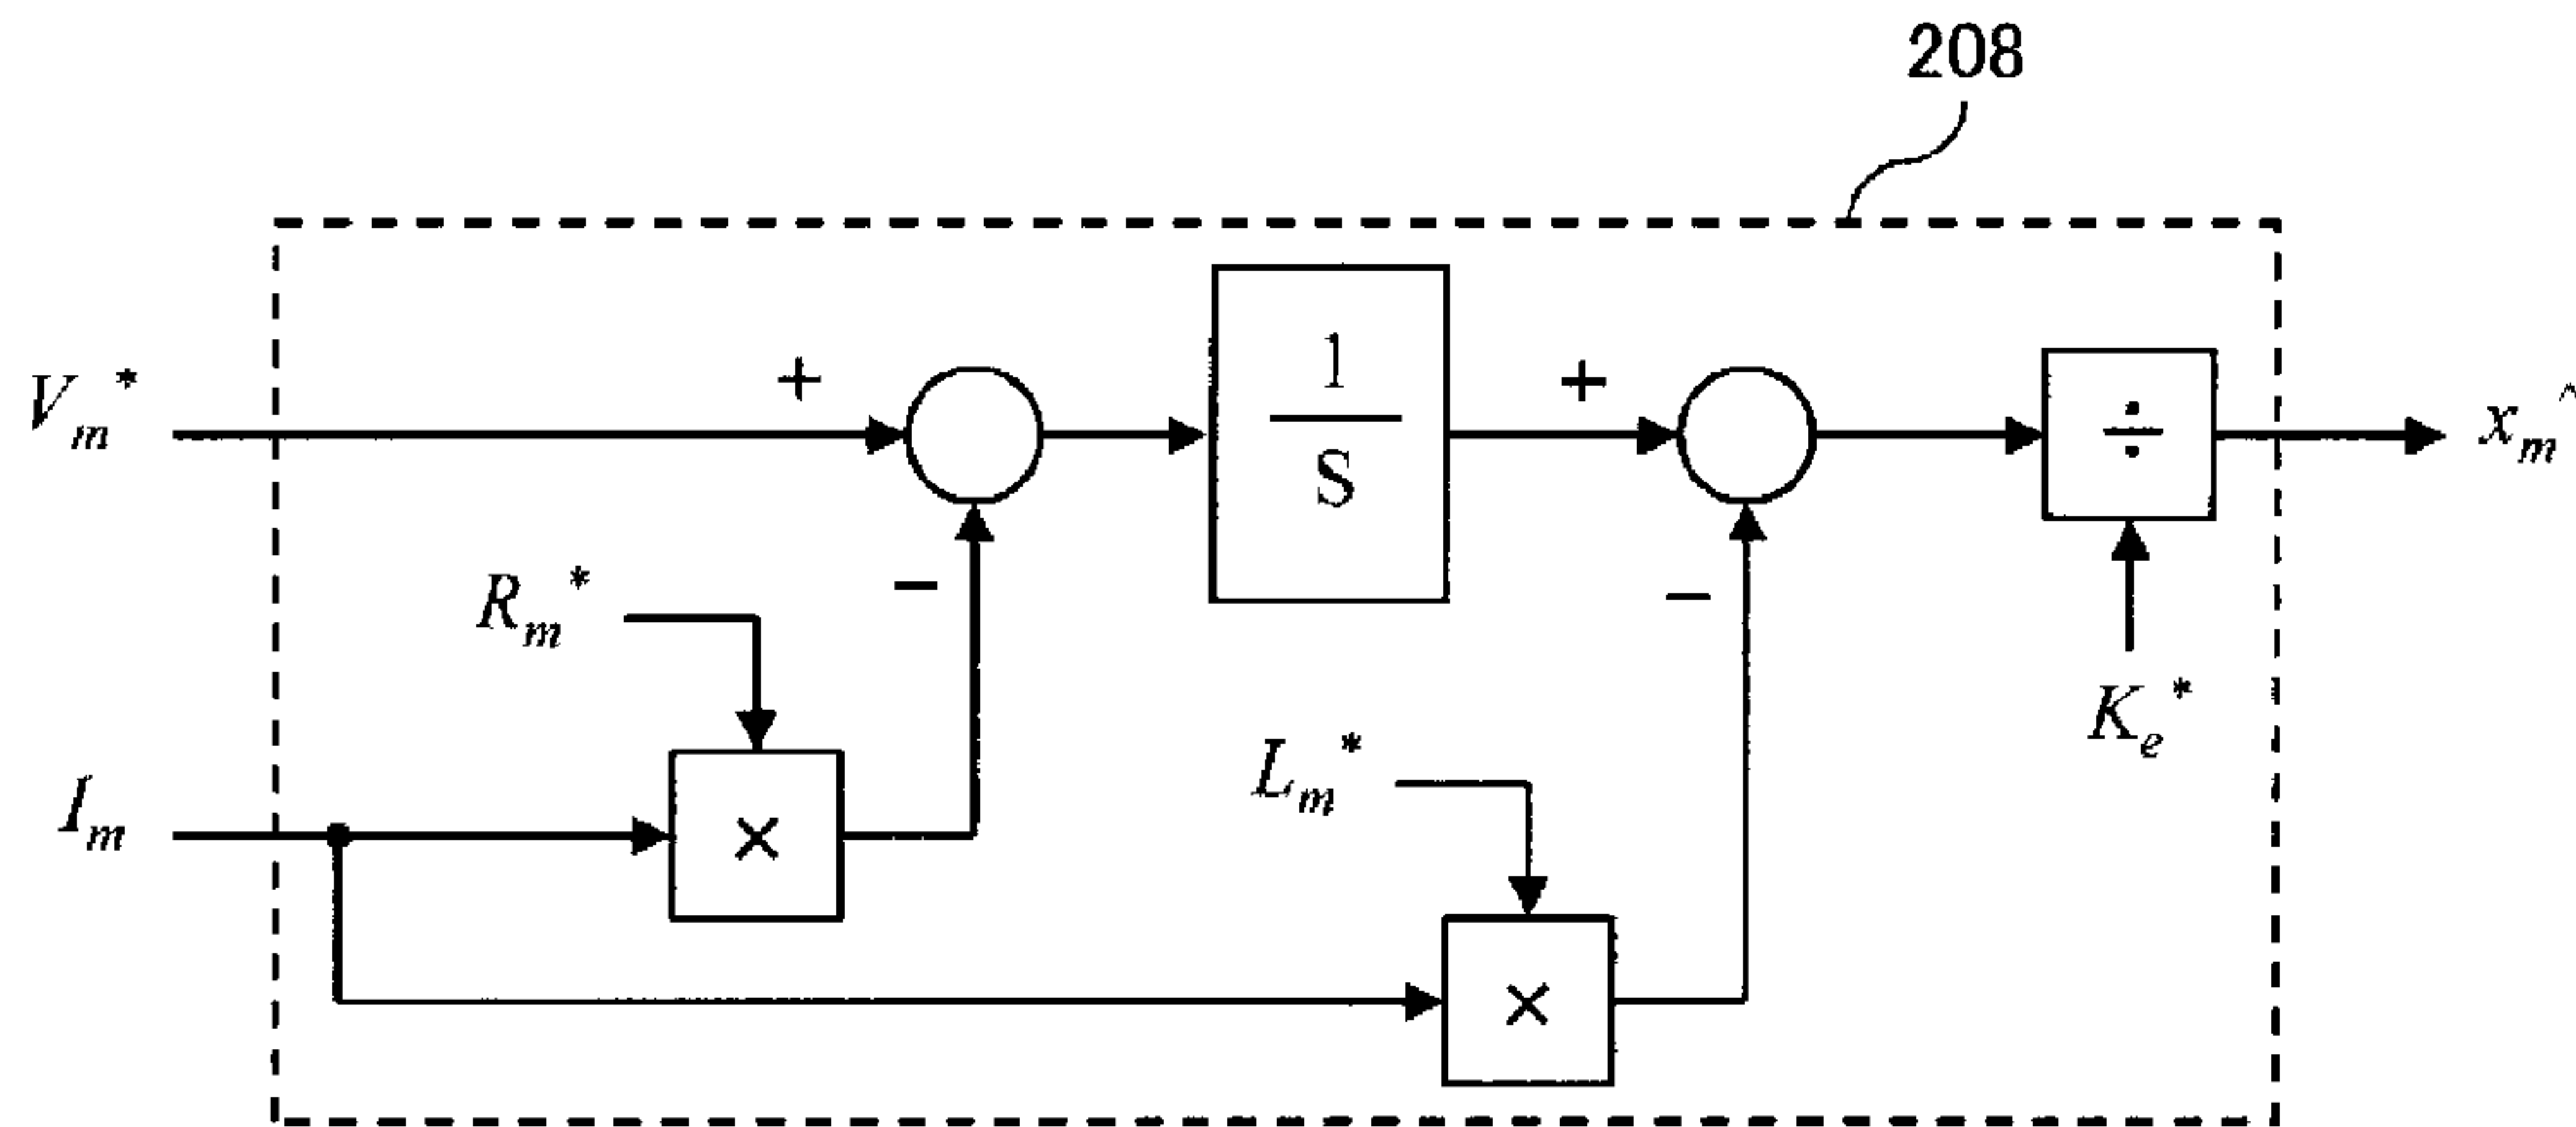 208
V_m^*
+
1
S
+
÷
x_m^
R_m^*
−
−
K_e^*
I_m
×
L_m^*
×